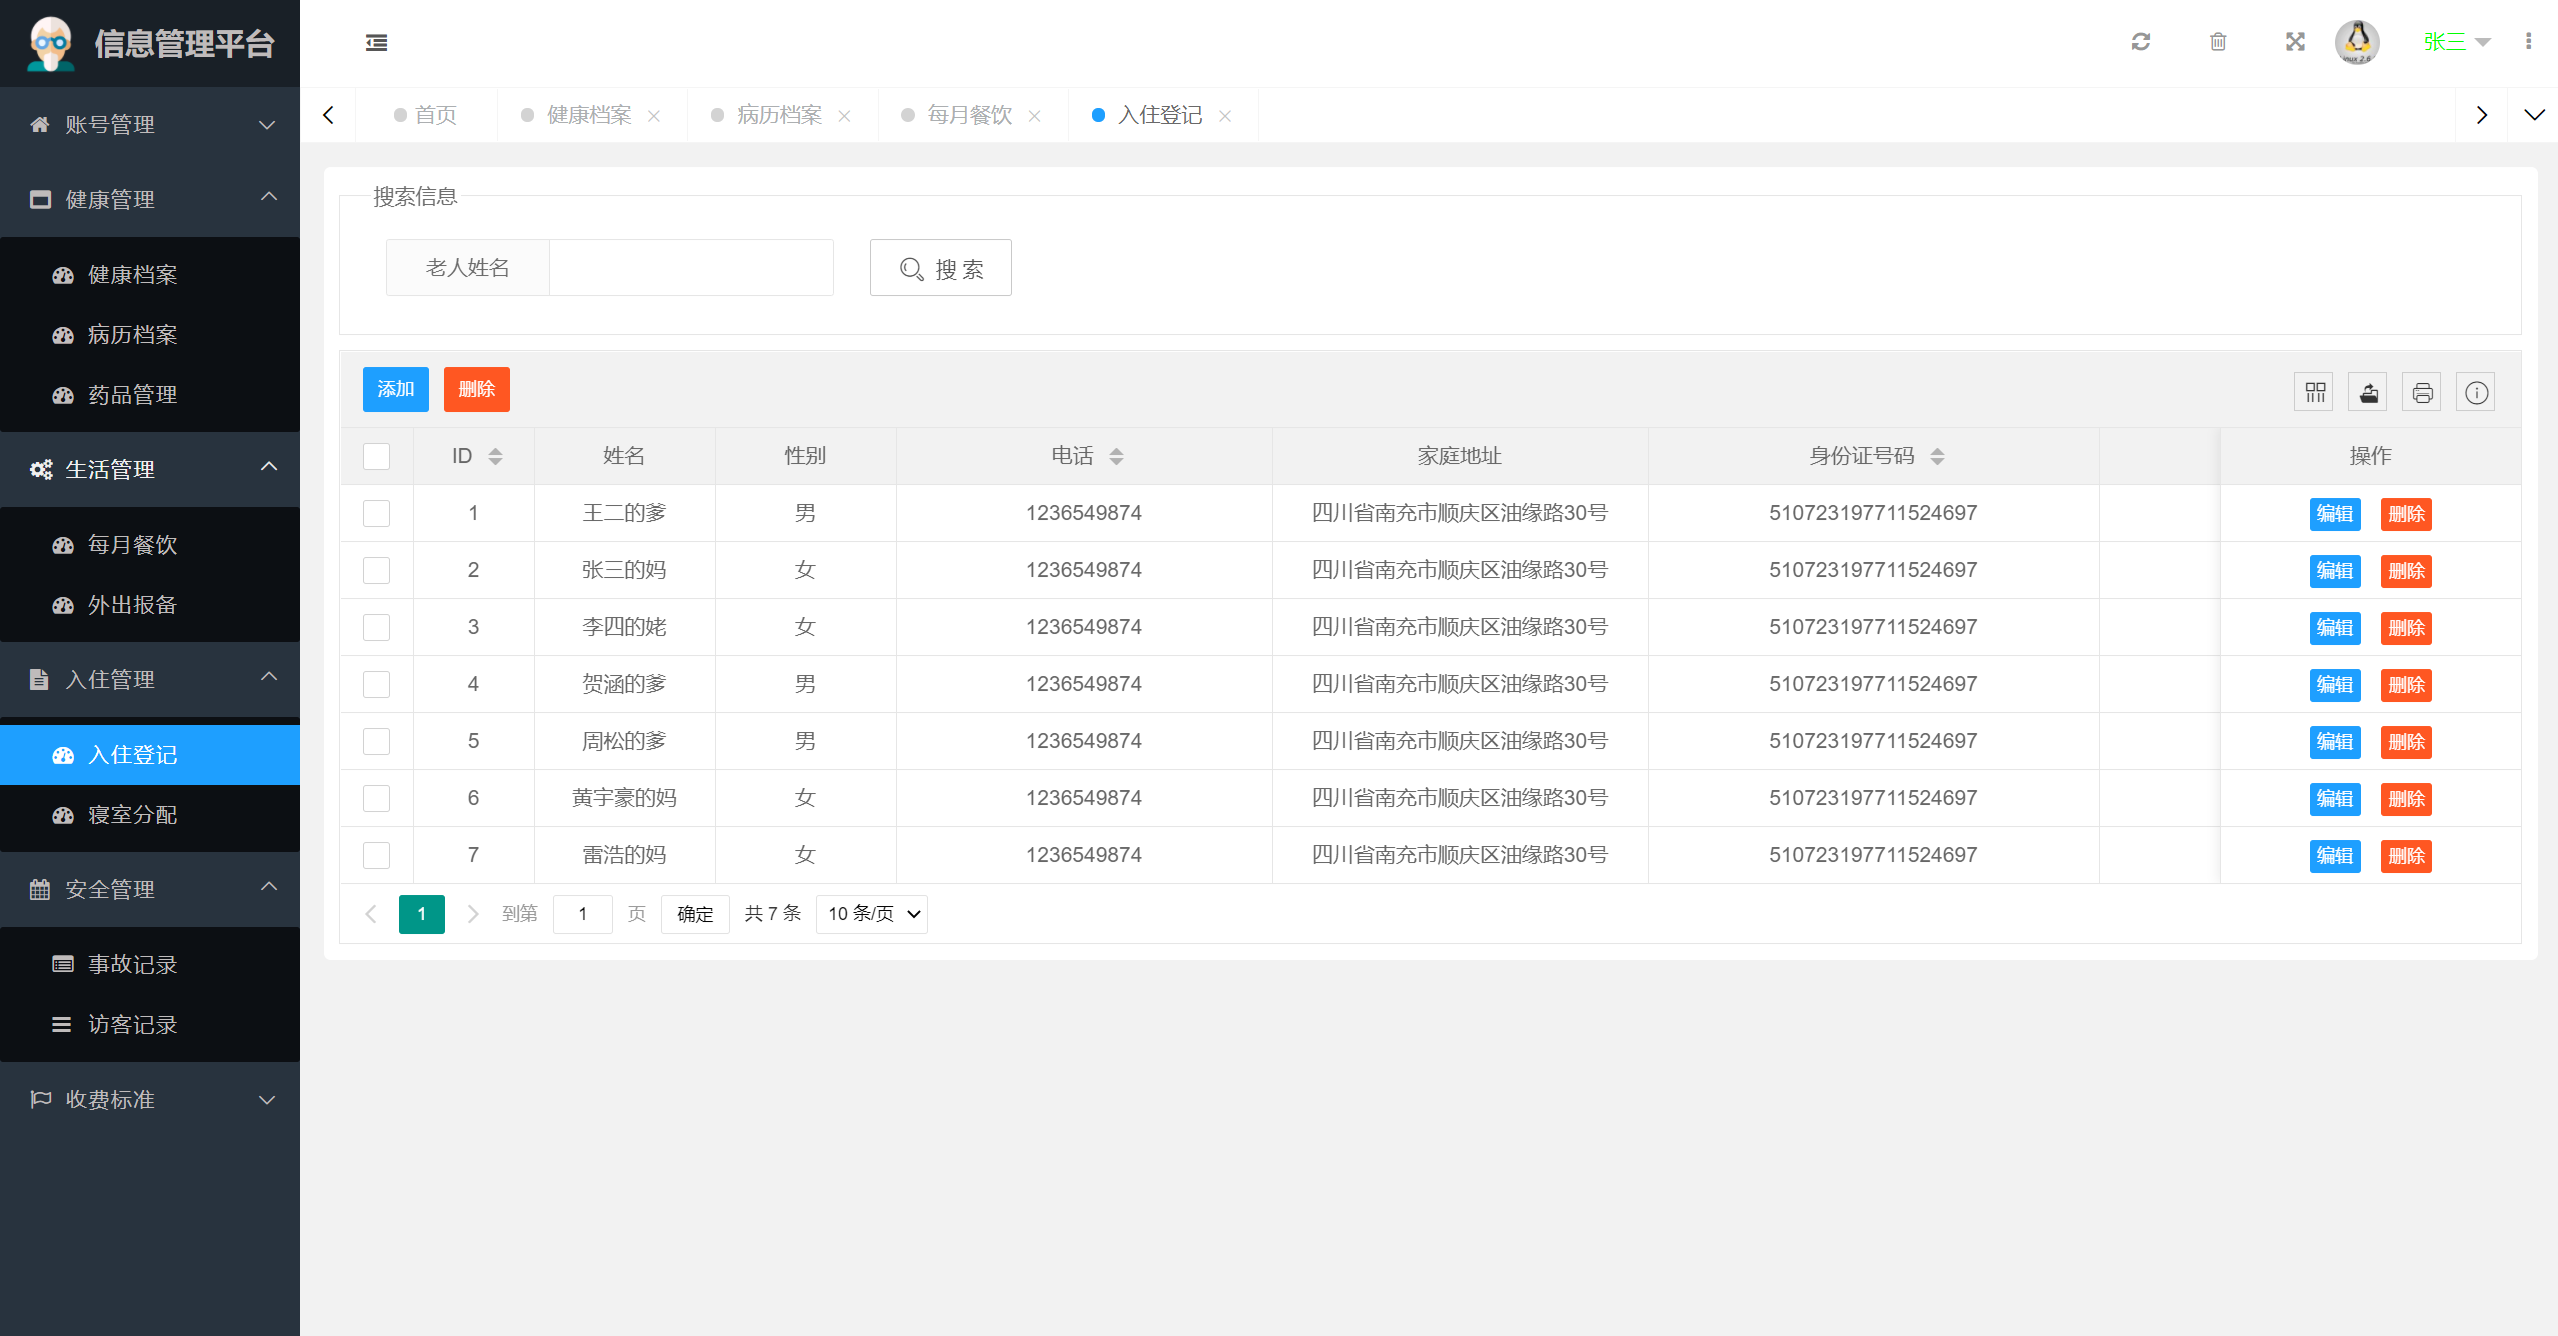 信息管理平台
张三
账号管理
健康管理
健康档案
病历档案
药品管理
生活管理
每月餐饮
外出报备
入住管理
入住登记
寝室分配
安全管理
事故记录
访客记录
收费标准
首页 健康档案 病历档案 每月餐饮 入住登记
搜索信息
老人姓名 搜 索
添加 删除
ID 姓名 性别 电话 家庭地址 身份证号码 操作
1 王二的爹 男 1236549874 四川省南充市顺庆区油缘路30号 510723197711524697 编辑 删除
2 张三的妈 女 1236549874 四川省南充市顺庆区油缘路30号 510723197711524697 编辑 删除
3 李四的姥 女 1236549874 四川省南充市顺庆区油缘路30号 510723197711524697 编辑 删除
4 贺涵的爹 男 1236549874 四川省南充市顺庆区油缘路30号 510723197711524697 编辑 删除
5 周松的爹 男 1236549874 四川省南充市顺庆区油缘路30号 510723197711524697 编辑 删除
6 黄宇豪的妈 女 1236549874 四川省南充市顺庆区油缘路30号 510723197711524697 编辑 删除
7 雷浩的妈 女 1236549874 四川省南充市顺庆区油缘路30号 510723197711524697 编辑 删除
1 到第 1 页 确定 共 7 条 10 条/页